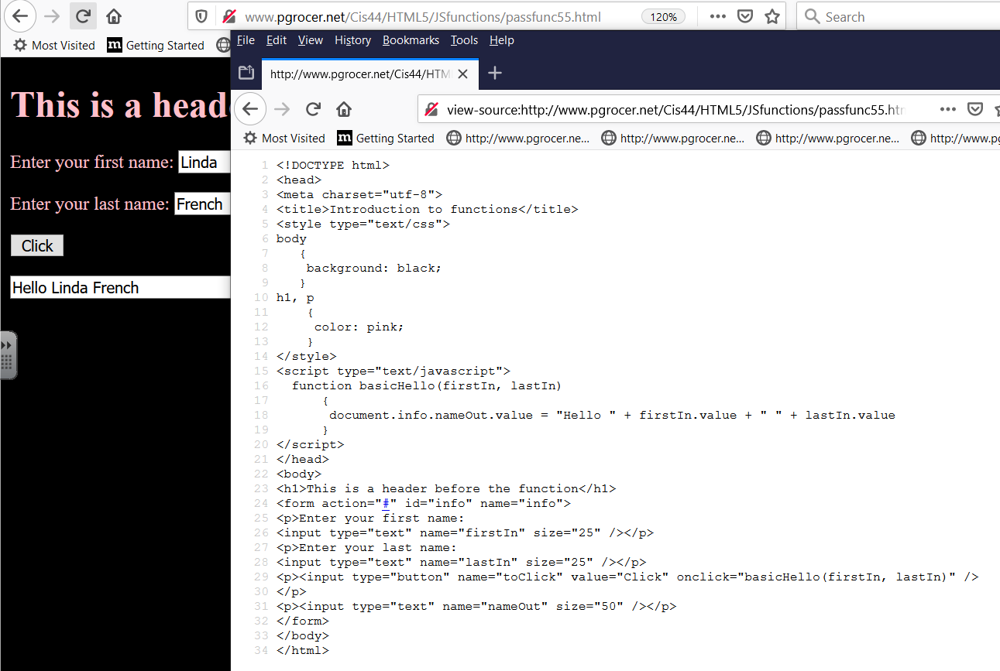 www.pgrocer.net/Cis44/HTML5/JSfunctions/passfunc55.html
120%
Search
Most Visited
m Getting Started
This is a head
Enter your first name: Linda
Enter your last name: French
Click
Hello Linda French
File Edit View History Bookmarks Tools Help
http://www.pgrocer.net/Cis44/HTM
view-source:http://www.pgrocer.net/Cis44/HTML5/JSfunctions/passfunc55.htm
Most Visited m Getting Started http://www.pgrocer.ne... http://www.pgrocer.ne... http://www.pgrocer.ne... http://www.pg
1 <!DOCTYPE html>
2 <head>
3 <meta charset="utf-8">
4 <title>Introduction to functions</title>
5 <style type="text/css">
6 body
7 {
8 background: black;
9 }
10 h1, p
11 {
12 color: pink;
13 }
14 </style>
15 <script type="text/javascript">
16 function basicHello(firstIn, lastIn)
17 {
18 document.info.nameOut.value = "Hello " + firstIn.value + " " + lastIn.value
19 }
20 </script>
21 </head>
22 <body>
23 <h1>This is a header before the function</h1>
24 <form action="#" id="info" name="info">
25 <p>Enter your first name:
26 <input type="text" name="firstIn" size="25" /></p>
27 <p>Enter your last name:
28 <input type="text" name="lastIn" size="25" /></p>
29 <p><input type="button" name="toClick" value="Click" onclick="basicHello(firstIn, lastIn)" />
30 </p>
31 <p><input type="text" name="nameOut" size="50" /></p>
32 </form>
33 </body>
34 </html>